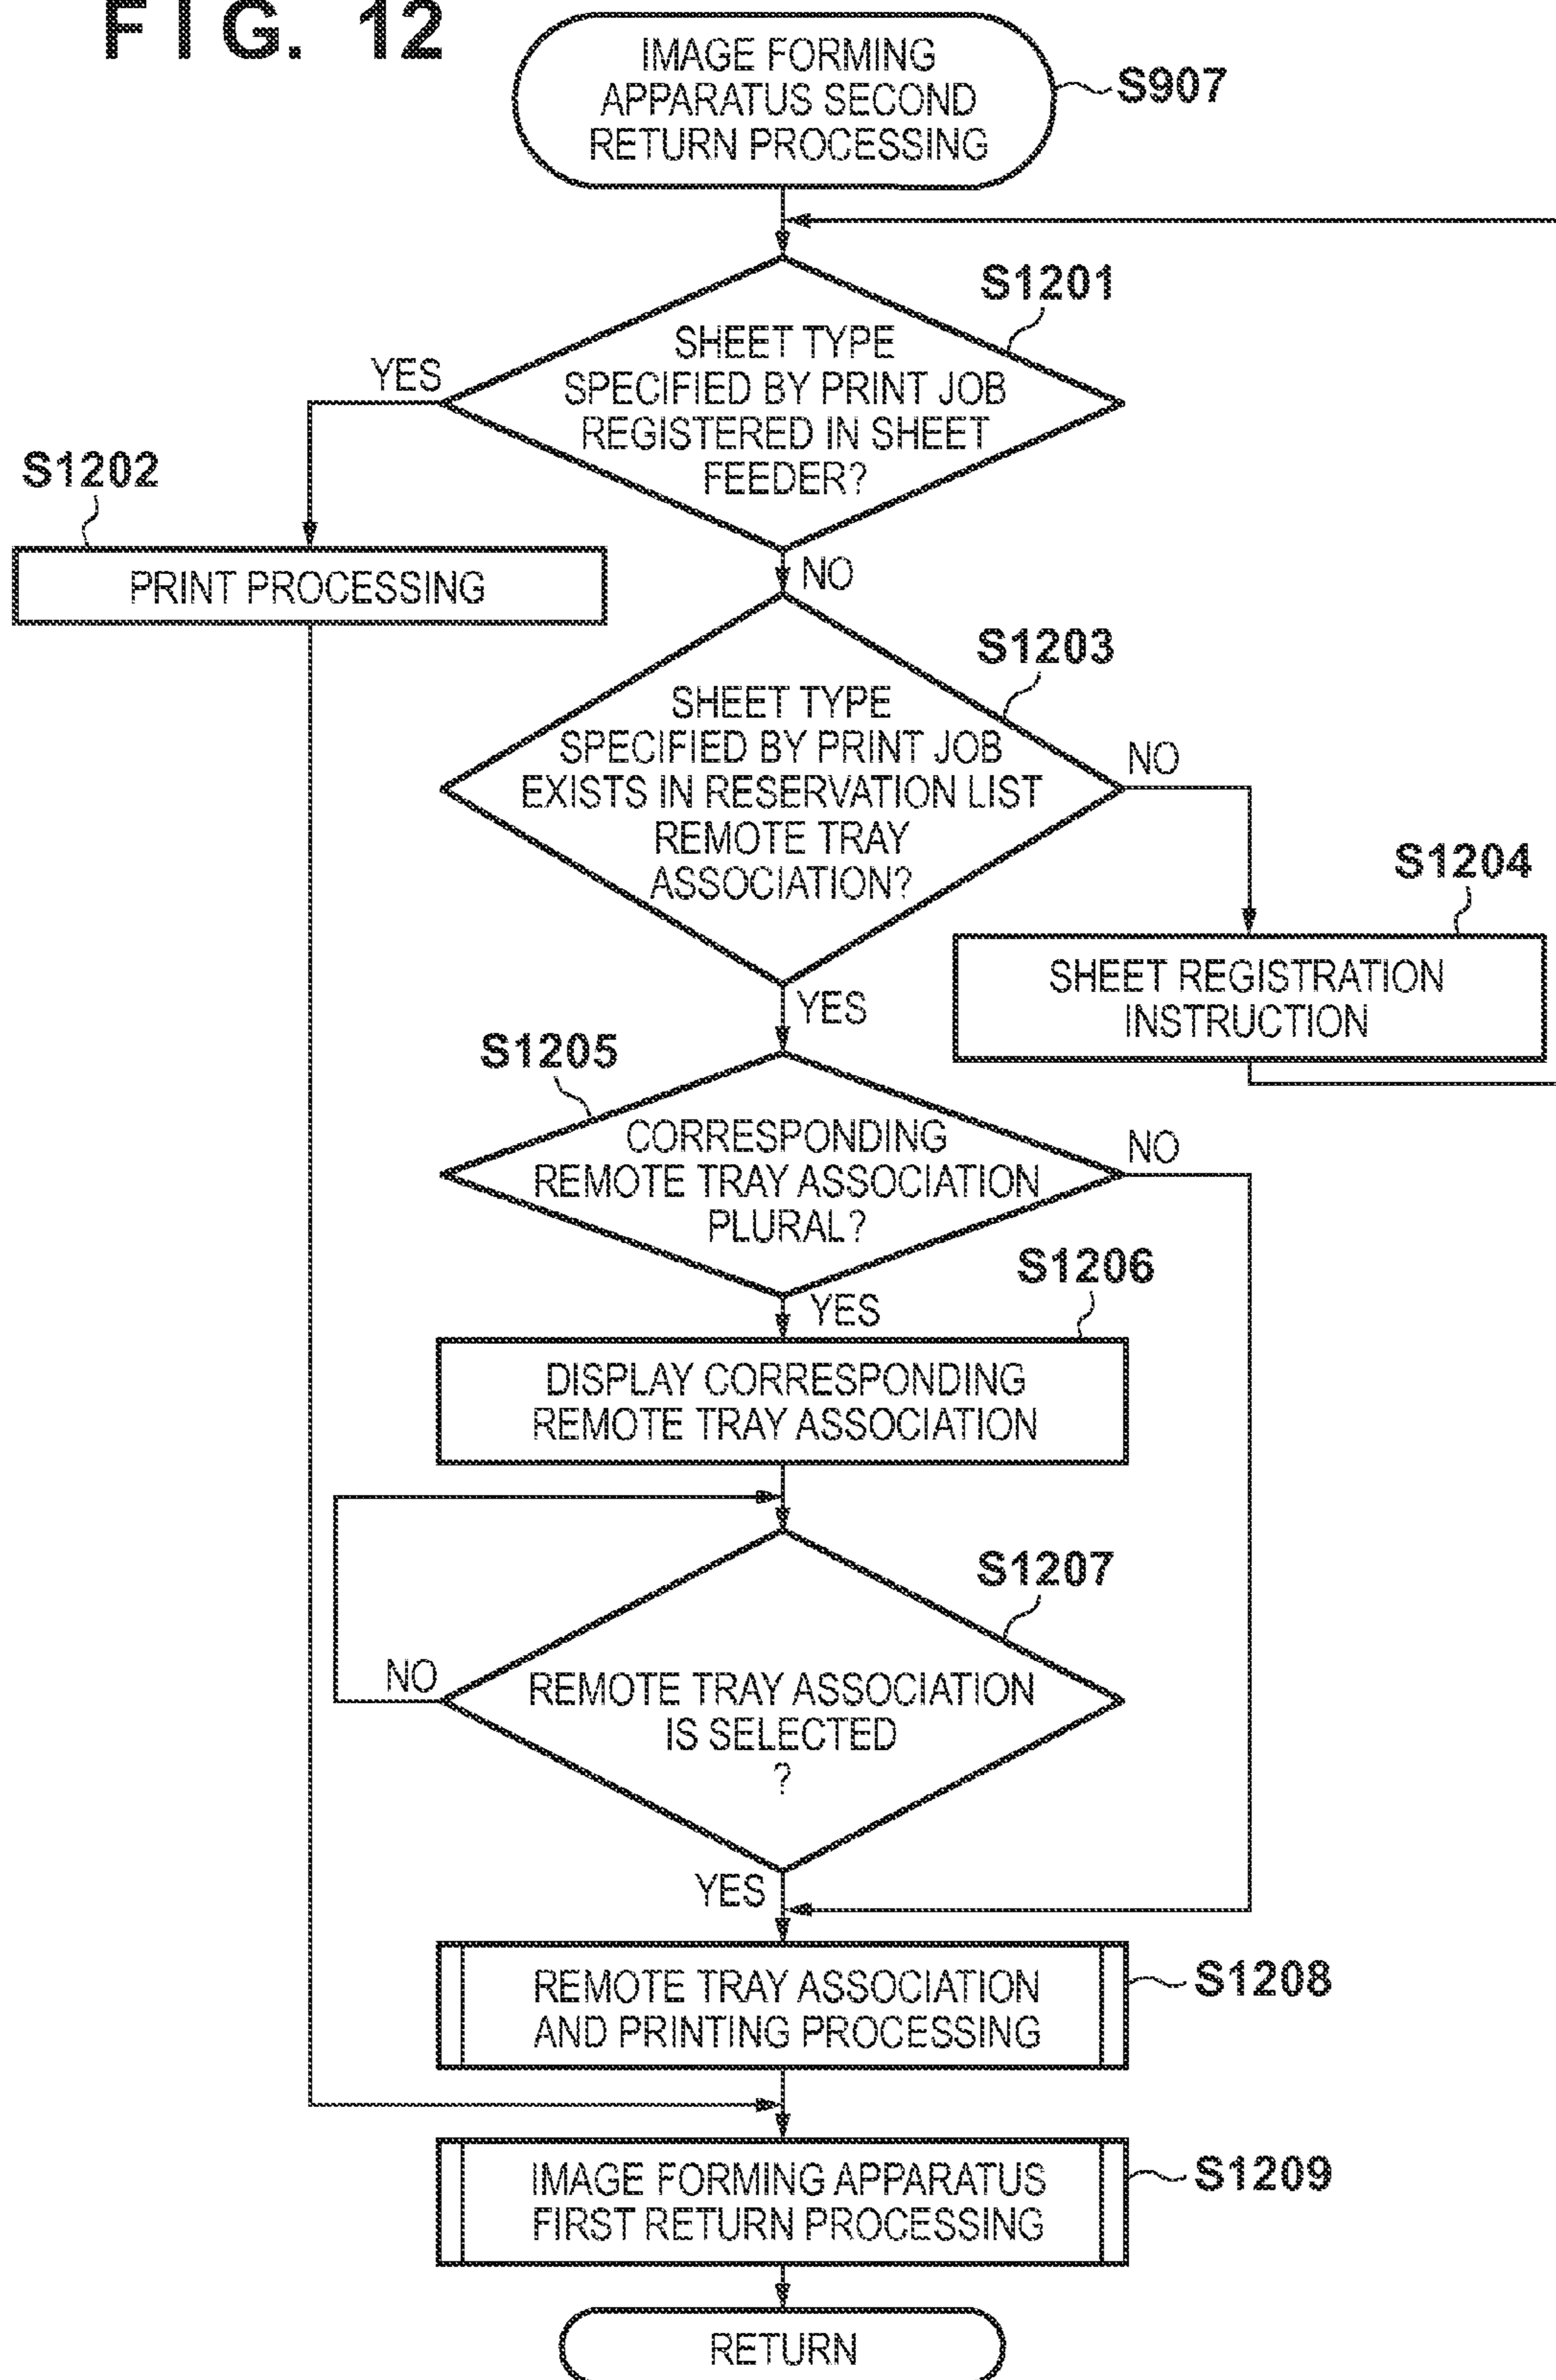 FIG. 12
IMAGE FORMING
APPARATUS SECOND
RETURN PROCESSING
S907
S1201
SHEET TYPE
SPECIFIED BY PRINT JOB
REGISTERED IN SHEET
FEEDER?
YES
S1202
PRINT PROCESSING
NO
S1203
SHEET TYPE
SPECIFIED BY PRINT JOB
EXISTS IN RESERVATION LIST
REMOTE TRAY
ASSOCIATION?
NO
S1204
SHEET REGISTRATION
INSTRUCTION
YES
S1205
CORRESPONDING
REMOTE TRAY ASSOCIATION
PLURAL?
NO
YES
S1206
DISPLAY CORRESPONDING
REMOTE TRAY ASSOCIATION
S1207
REMOTE TRAY ASSOCIATION
IS SELECTED
?
NO
YES
REMOTE TRAY ASSOCIATION
AND PRINTING PROCESSING
S1208
IMAGE FORMING APPARATUS
FIRST RETURN PROCESSING
S1209
RETURN